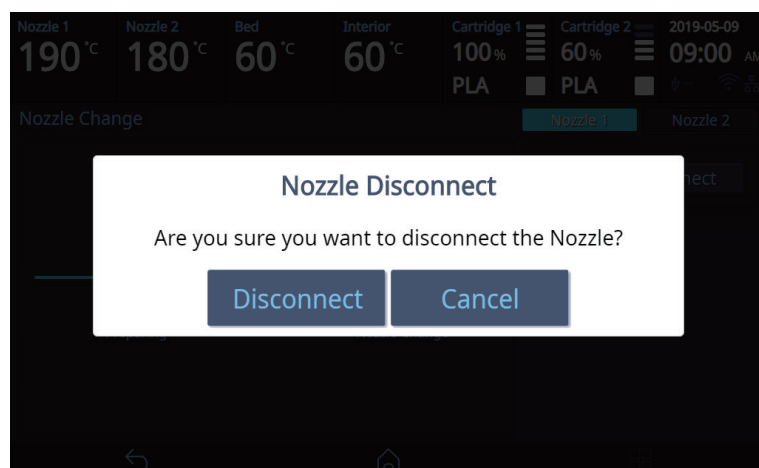 Nozzle 1 Nozzle 2 Bed Interior Cartridge 1 Cartridge 2 2019-05-09
190 °C 180 °C 60 °C 60 °C 100 % 60 % 09:00 AM
PLA PLA
Nozzle Change Nozzle 1 Nozzle 2
Nozzle Disconnect
Are you sure you want to disconnect the Nozzle?
Disconnect Cancel